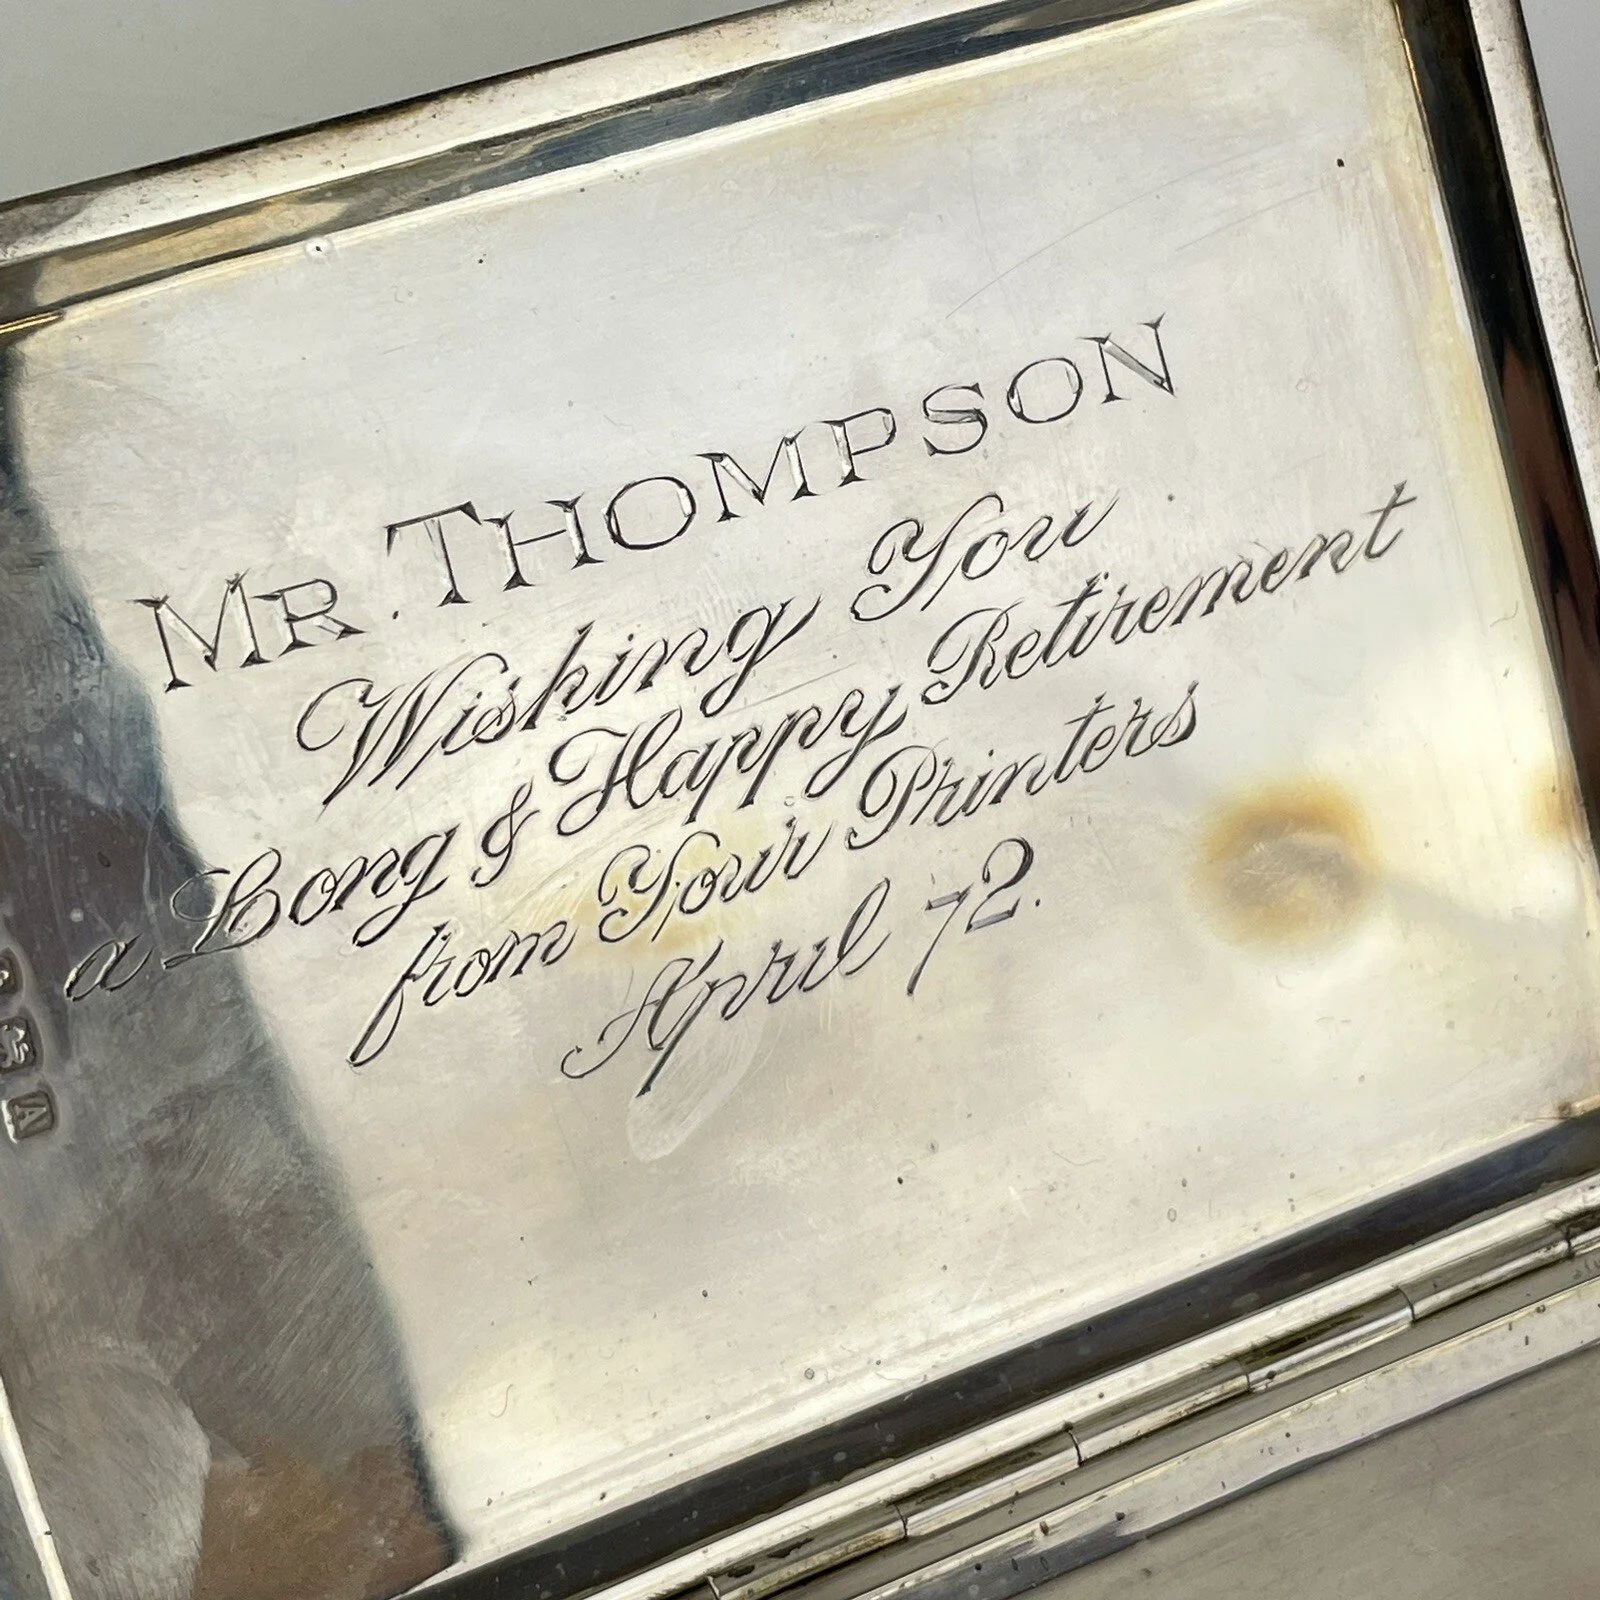 MR. THOMPSON
Wishing You
a Long & Happy Retirement
from Your Printers
April 72.
A